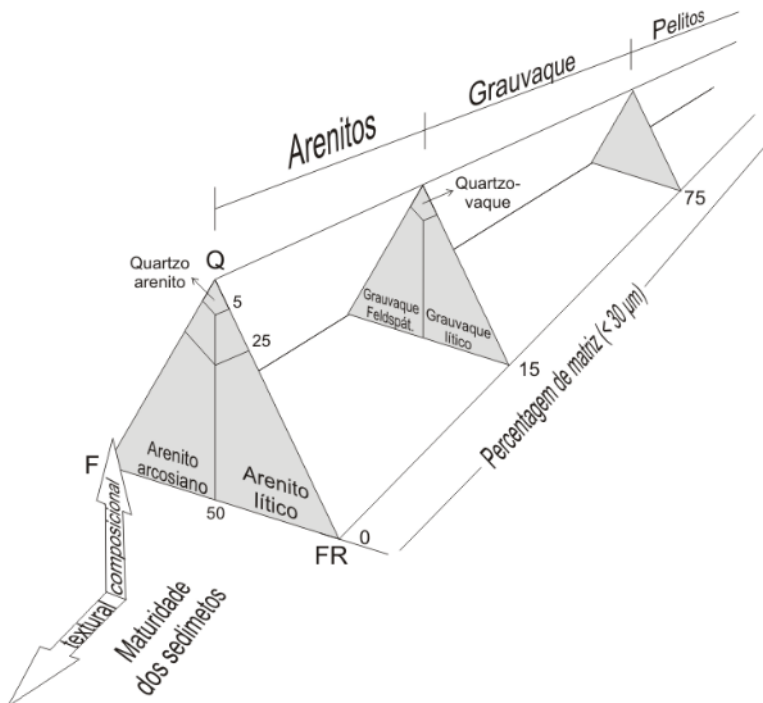 Pelitos
Grauvaque
Arenitos
Quartzo-
vaque
75
Q
Quartzo
arenito
5
25
Grauvaque
Feldspát.
Grauvaque
lítico
15
Percentagem de matriz (< 30 µm)
F
Arenito
arcosiano
Arenito
lítico
50
0
FR
composicional
textural
Maturidade
dos sedimetos